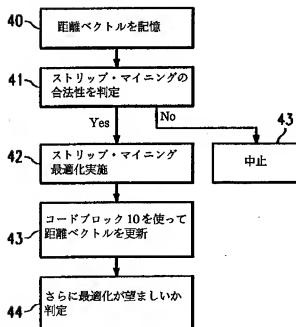 40
距離ベクトルを記憶
41
ストリップ・マイニングの
合法性を判定
Yes
No
43
42
ストリップ・マイニング
最適化実施
中止
43
コードブロック10を使って
距離ベクトルを更新
44
さらに最適化が望ましいか
判定